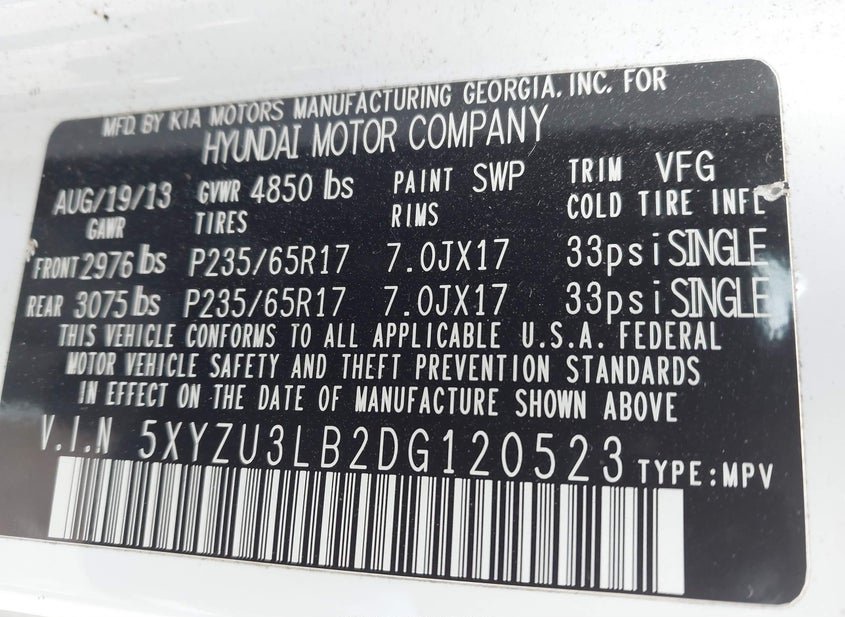 MFD. BY KIA MOTORS MANUFACTURING GEORGIA. INC. FOR
HYUNDAI MOTOR COMPANY
AUG/19/13 GVWR 4850 lbs PAINT SWP TRIM VFG
GAWR TIRES RIMS COLD TIRE INFL
FRONT 2976 lbs P235/65R17 7.0JX17 33psi SINGLE
REAR 3075 lbs P235/65R17 7.0JX17 33psi SINGLE
THIS VEHICLE CONFORMS TO ALL APPLICABLE U.S.A. FEDERAL
MOTOR VEHICLE SAFETY AND THEFT PREVENTION STANDARDS
IN EFFECT ON THE DATE OF MANUFACTURE SHOWN ABOVE
V.I.N 5XYZU3LB2DG120523 TYPE:MPV